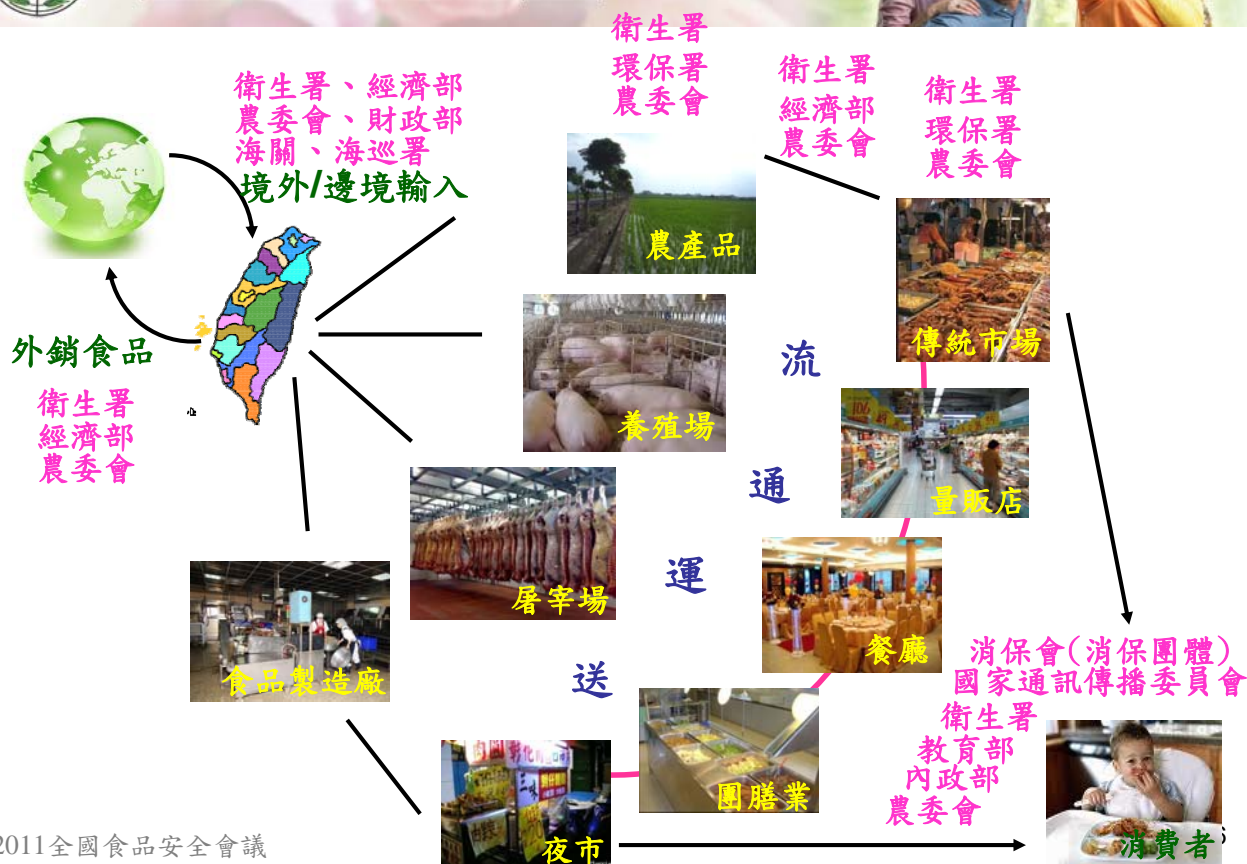 衛生署
環保署
農委會
衛生署、經濟部
農委會、財政部
海關、海巡署
境外/邊境輸入
衛生署
經濟部
農委會
衛生署
環保署
農委會
農產品
傳統市場
外銷食品
衛生署
經濟部
農委會
養殖場
流
通
運
送
量販店
屠宰場
餐廳
食品製造廠
團膳業
夜市
肉圓
彰化
消保會(消保團體)
國家通訊傳播委員會
衛生署
教育部
內政部
農委會
消費者
2011全國食品安全會議